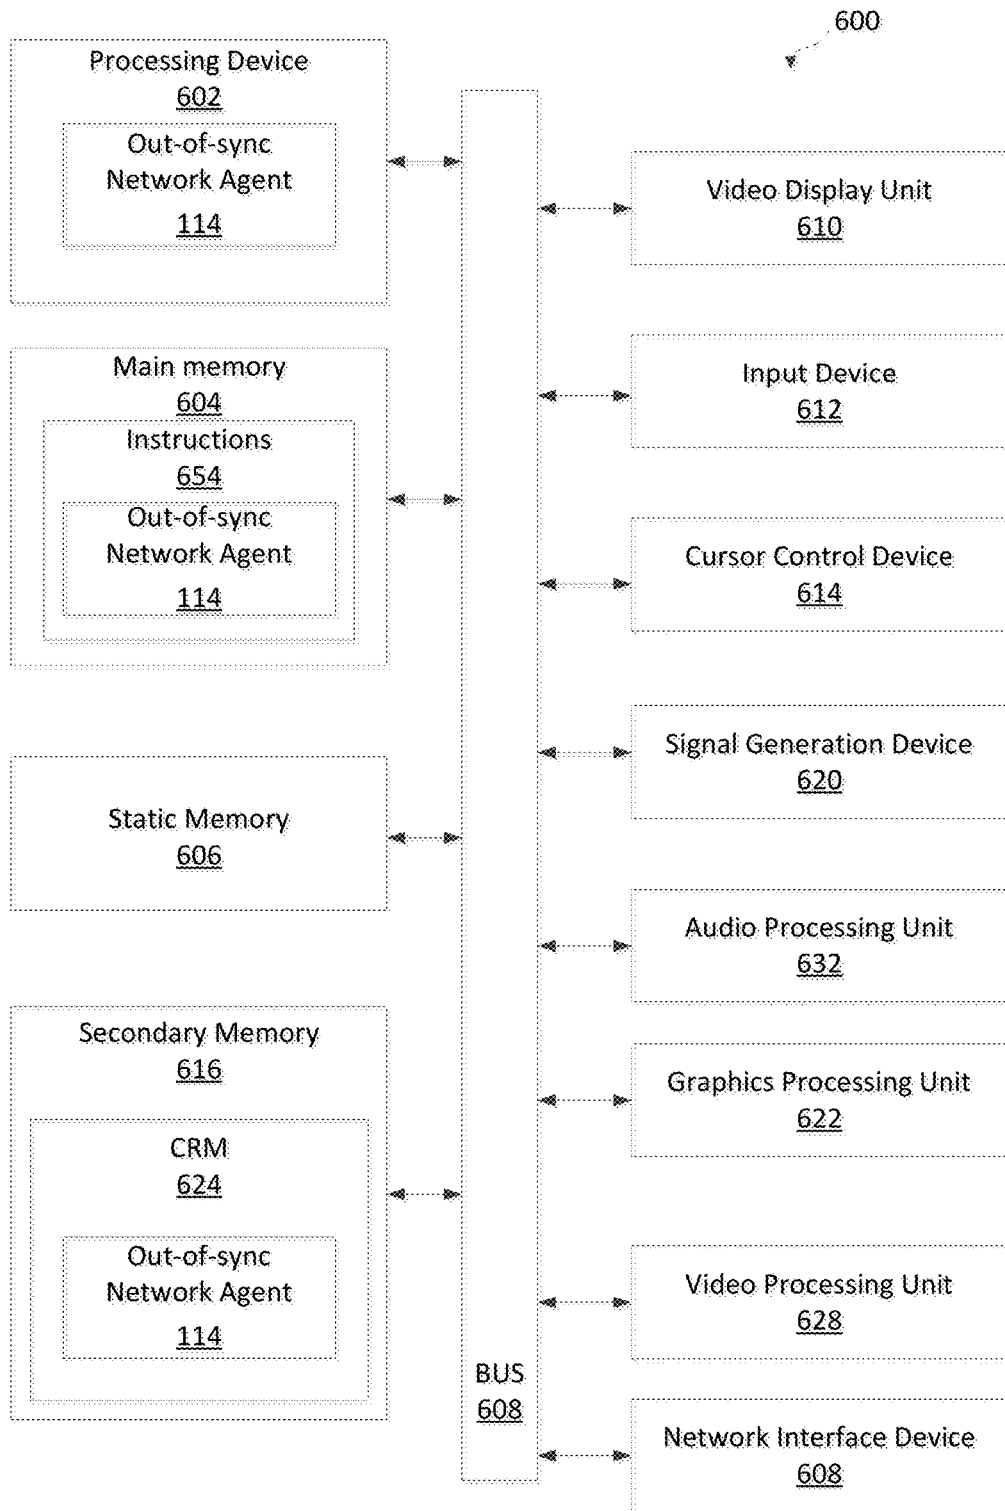 600
Processing Device
602
Out-of-sync
Network Agent
114
Main memory
604
Instructions
654
Out-of-sync
Network Agent
114
Static Memory
606
Secondary Memory
616
CRM
624
Out-of-sync
Network Agent
114
BUS
608
Video Display Unit
610
Input Device
612
Cursor Control Device
614
Signal Generation Device
620
Audio Processing Unit
632
Graphics Processing Unit
622
Video Processing Unit
628
Network Interface Device
608